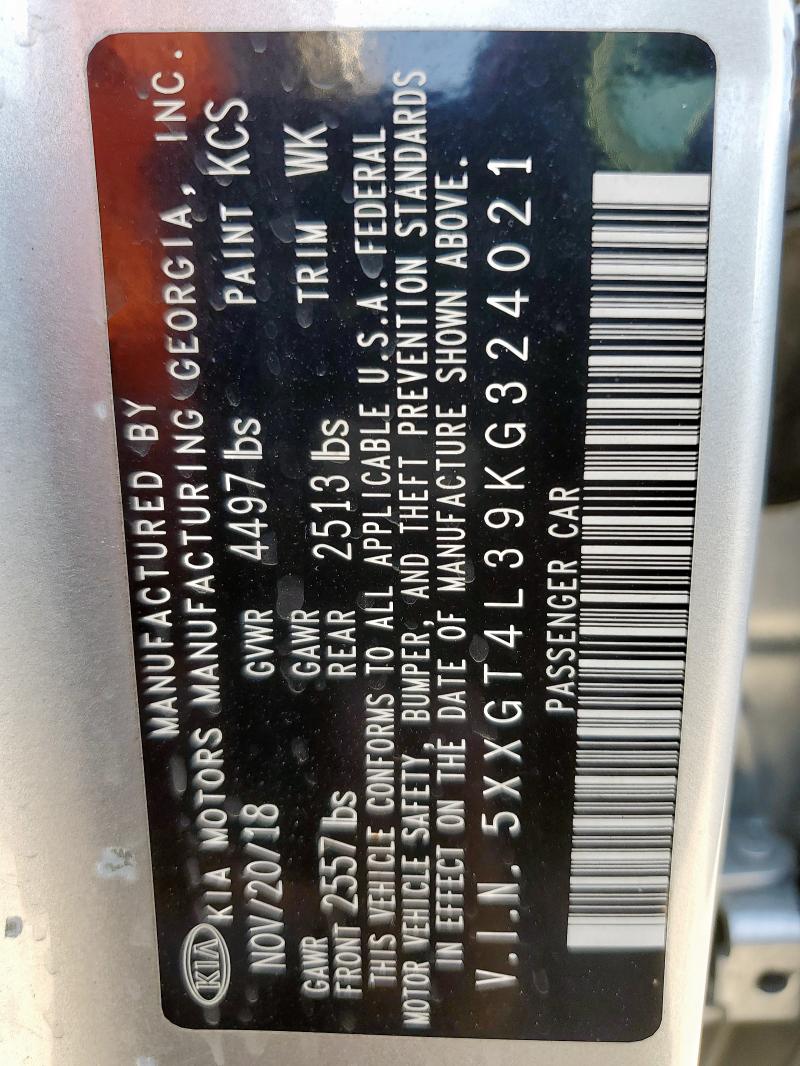 MANUFACTURED BY
KIA KIA MOTORS MANUFACTURING GEORGIA, INC.
NOV/20/18 GVWR 4497 lbs PAINT KCS
GAWR FRONT 2557 lbs GAWR REAR 2513 lbs TRIM WK
THIS VEHICLE CONFORMS TO ALL APPLICABLE U.S.A. FEDERAL
MOTOR VEHICLE SAFETY, BUMPER, AND THEFT PREVENTION STANDARDS
IN EFFECT ON THE DATE OF MANUFACTURE SHOWN ABOVE.
V.I.N. 5XXGT4L39KG324021
PASSENGER CAR